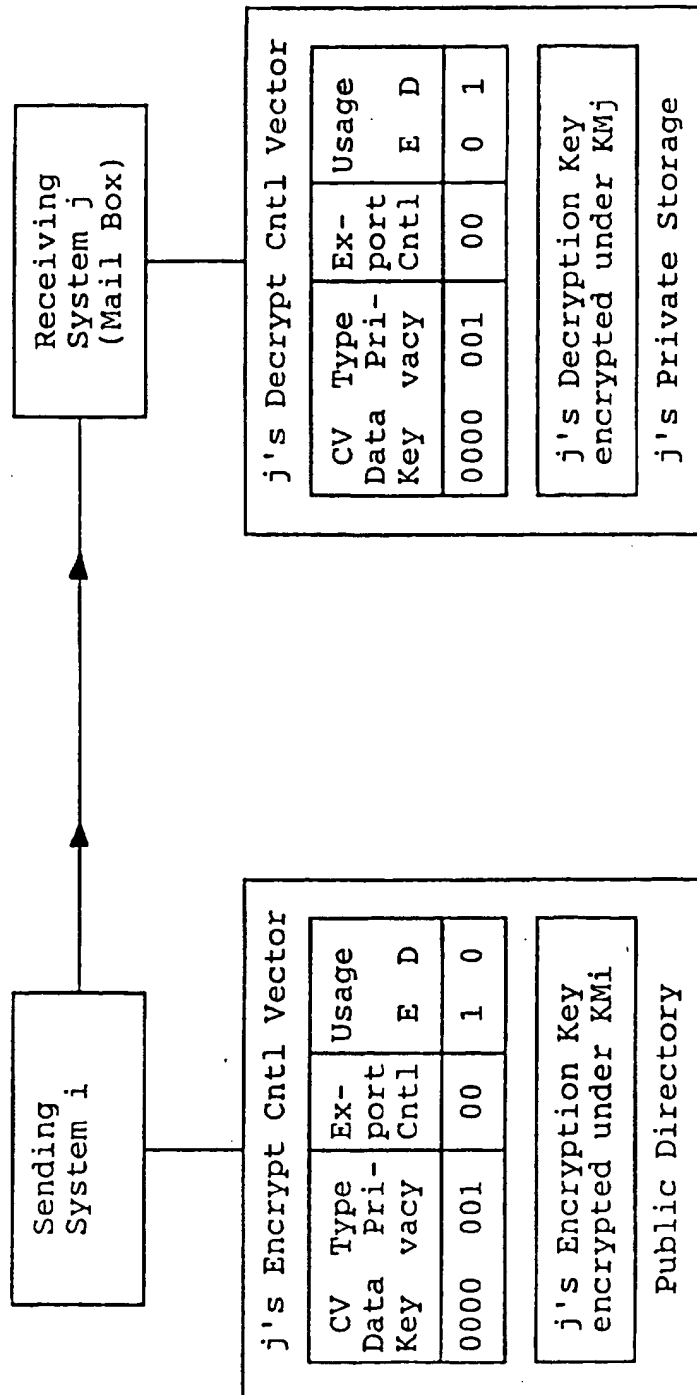 Sending
System i
Receiving
System j
(Mail Box)
j's Encrypt Cntl Vector
CV Type Ex- Usage
Data Pri- port
Key vacy Cntl E D
0000 001 00 1 0
j's Encryption Key
encrypted under KMi
Public Directory
j's Decrypt Cntl Vector
CV Type Ex- Usage
Data Pri- port
Key vacy Cntl E D
0000 001 00 0 1
j's Decryption Key
encrypted under KMj
j's Private Storage